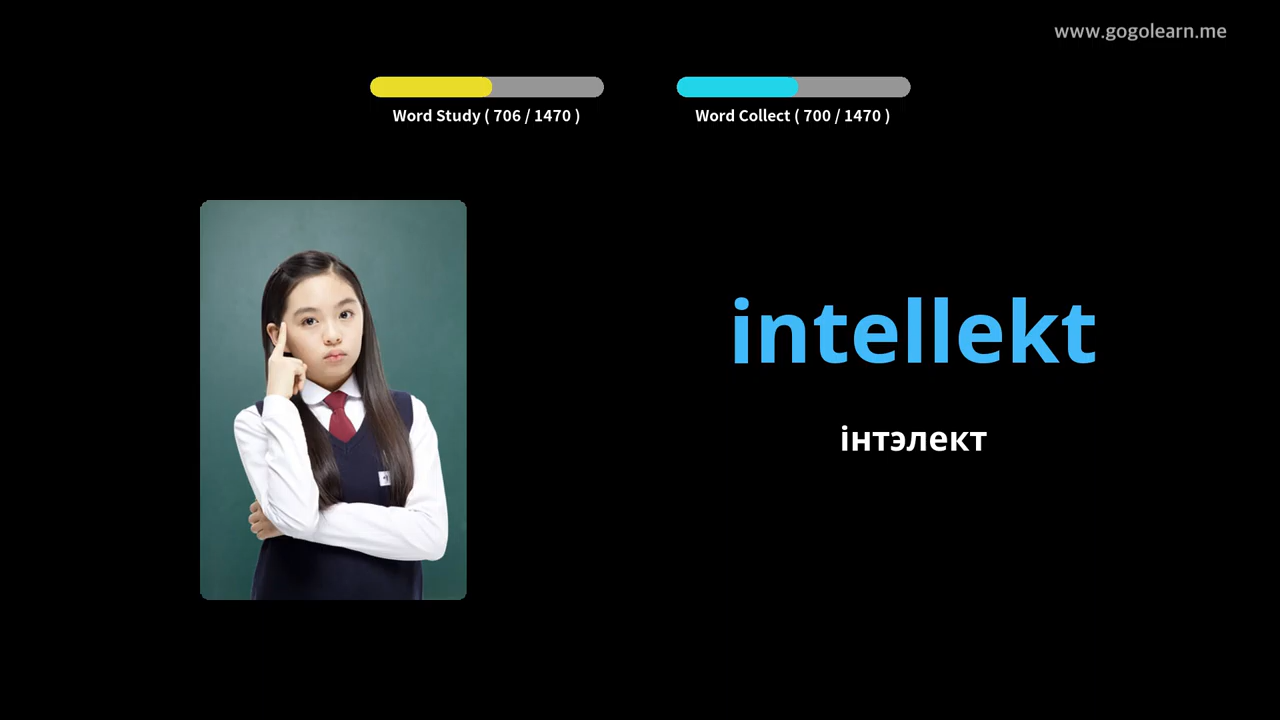 www.gogolearn.me
Word Study ( 706 / 1470 )
Word Collect ( 700 / 1470 )
intellekt
інтэлект